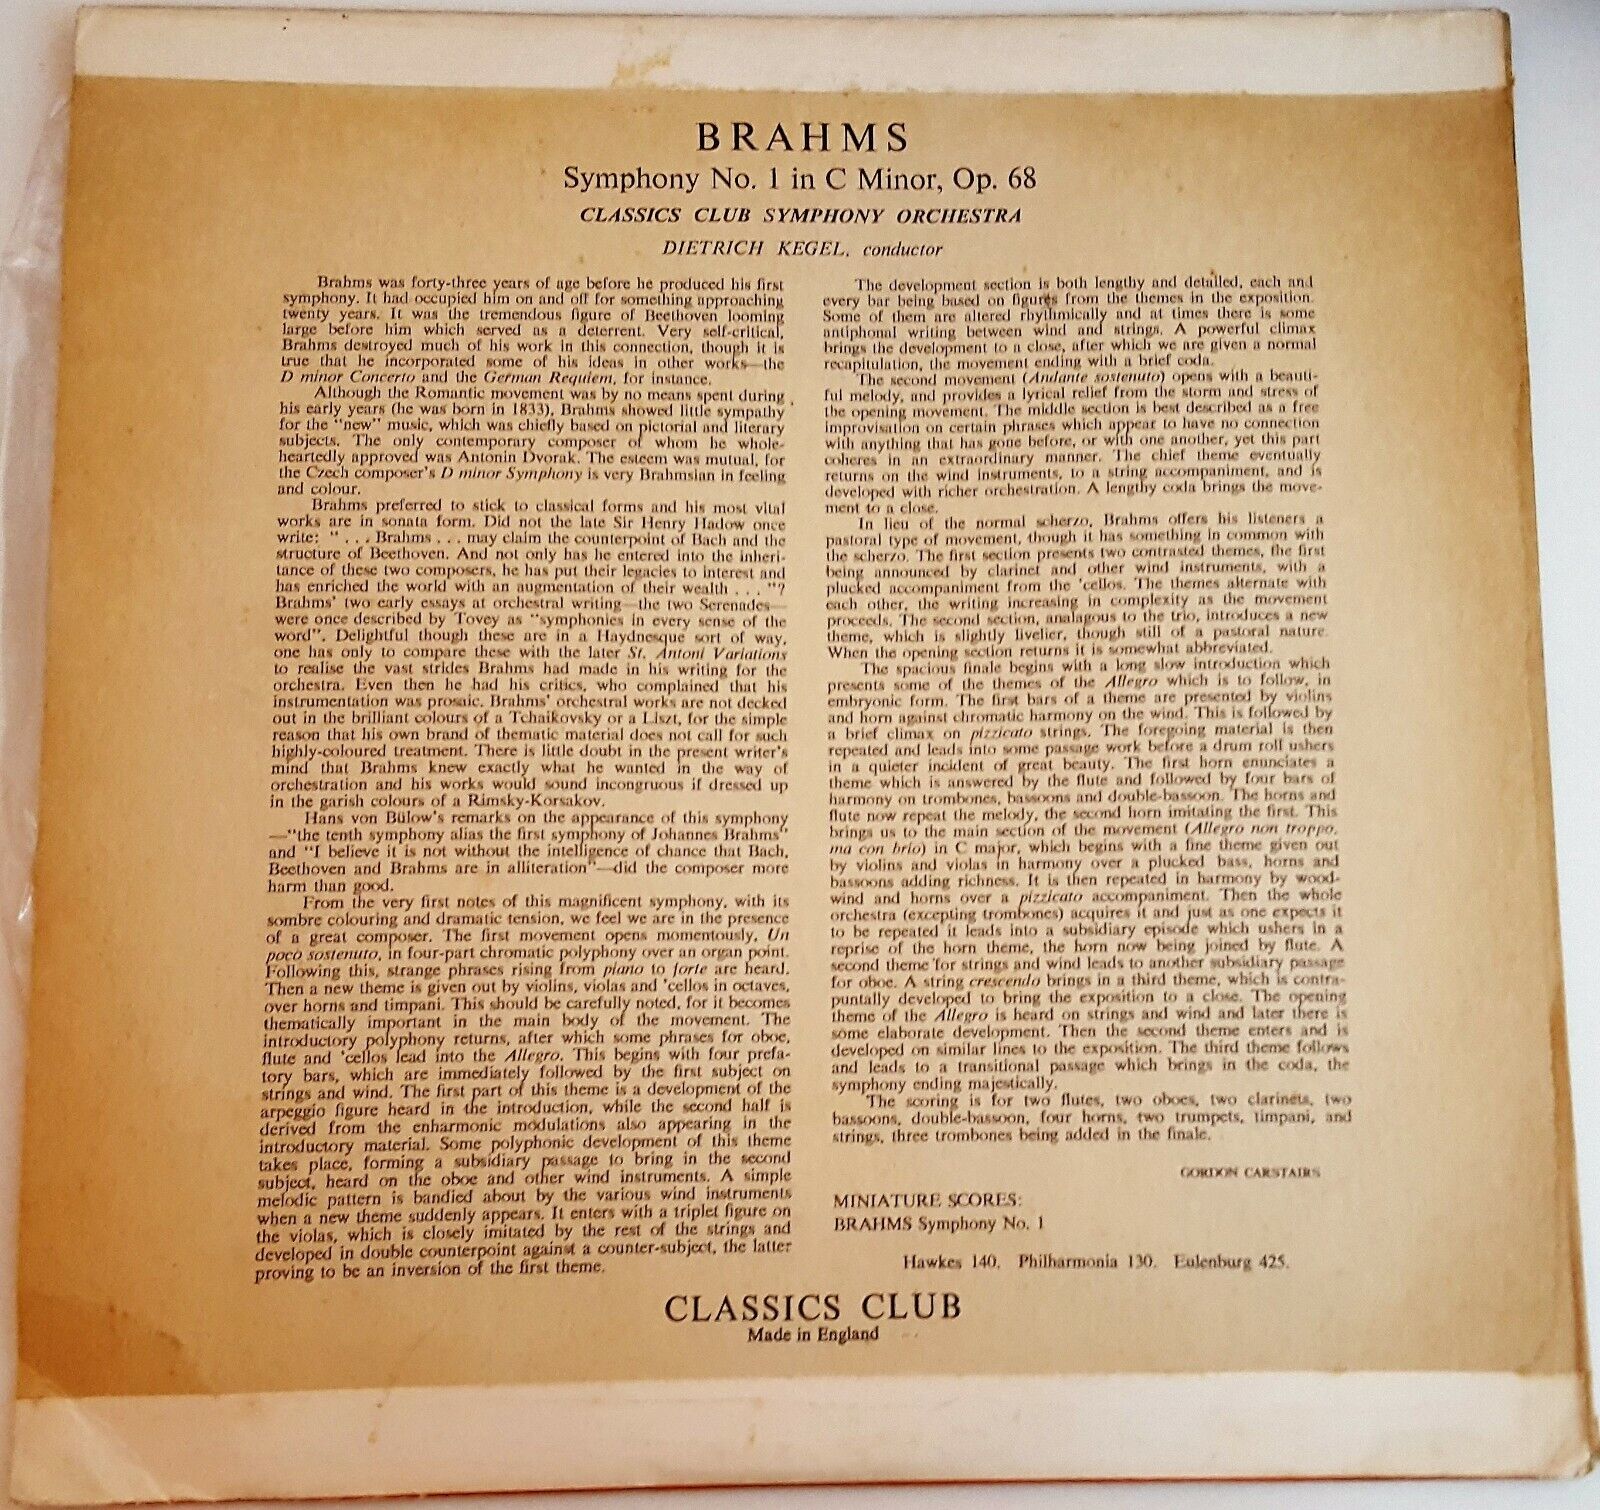 BRAHMS
Symphony No. 1 in C Minor, Op. 68
CLASSICS CLUB SYMPHONY ORCHESTRA
DIETRICH KEGEL, conductor
Brahms was forty-three years of age before he produced his first
symphony. It had occupied him on and off for something approaching
twenty years. It was the tremendous figure of Beethoven looming
large before him which served as a deterrent. Very self-critical,
Brahms destroyed much of his work in this connection, though it is
true that he incorporated some of his ideas in other works—the
D minor Concerto and the German Requiem, for instance.
Although the Romantic movement was by no means spent during
his early years (he was born in 1833), Brahms showed little sympathy
for the "new" music, which was chiefly based on pictorial and literary
subjects. The only contemporary composer of whom he whole-
heartedly approved was Antonin Dvorak. The esteem was mutual, for
the Czech composer's D minor Symphony is very Brahmsian in feeling
and colour.
Brahms preferred to stick to classical forms and his most vital
works are in sonata form. Did not the late Sir Henry Hadow once
write: " . . . Brahms . . . may claim the counterpoint of Bach and the
structure of Beethoven. And not only has he entered into the inheri-
tance of these two composers, he has put their legacies to interest and
has enriched the world with an augmentation of their wealth . . . "?
Brahms' two early essays at orchestral writing—the two Serenades—
were once described by Tovey as "symphonies in every sense of the
word". Delightful though these are in a Haydnesque sort of way,
one has only to compare these with the later St. Antoni Variations
to realise the vast strides Brahms had made in his writing for the
orchestra. Even then he had his critics, who complained that his
instrumentation was prosaic. Brahms' orchestral works are not decked
out in the brilliant colours of a Tchaikovsky or a Liszt, for the simple
reason that his own brand of thematic material does not call for such
highly-coloured treatment. There is little doubt in the present writer's
mind that Brahms knew exactly what he wanted in the way of
orchestration and his works would sound incongruous if dressed up
in the garish colours of a Rimsky-Korsakov.
Hans von Bülow's remarks on the appearance of this symphony
—"the tenth symphony alias the first symphony of Johannes Brahms"
and "I believe it is not without the intelligence of chance that Bach,
Beethoven and Brahms are in alliteration"—did the composer more
harm than good.
From the very first notes of this magnificent symphony, with its
sombre colouring and dramatic tension, we feel we are in the presence
of a great composer. The first movement opens momentously, Un
poco sostenuto, in four-part chromatic polyphony over an organ point.
Following this, strange phrases rising from piano to forte are heard.
Then a new theme is given out by violins, violas and 'cellos in octaves,
over horns and timpani. This should be carefully noted, for it becomes
thematically important in the main body of the movement. The
introductory polyphony returns, after which some phrases for oboe,
flute and 'cellos lead into the Allegro. This begins with four prefa-
tory bars, which are immediately followed by the first subject on
strings and wind. The first part of this theme is a development of the
arpeggio figure heard in the introduction, while the second half is
derived from the enharmonic modulations also appearing in the
introductory material. Some polyphonic development of this theme
takes place, forming a subsidiary passage to bring in the second
subject, heard on the oboe and other wind instruments. A simple
melodic pattern is bandied about by the various wind instruments
when a new theme suddenly appears. It enters with a triplet figure on
the violas, which is closely imitated by the rest of the strings and
developed in double counterpoint against a counter-subject, the latter
proving to be an inversion of the first theme.
The development section is both lengthy and detailed, each and
every bar being based on figures from the themes in the exposition.
Some of them are altered rhythmically and at times there is some
antiphonal writing between wind and strings. A powerful climax
brings the development to a close, after which we are given a normal
recapitulation, the movement ending with a brief coda.
The second movement (Andante sostenuto) opens with a beauti-
ful melody, and provides a lyrical relief from the storm and stress of
the opening movement. The middle section is best described as a free
improvisation on certain phrases which appear to have no connection
with anything that has gone before, or with one another, yet this part
coheres in an extraordinary manner. The chief theme eventually
returns on the wind instruments, to a string accompaniment, and is
developed with richer orchestration. A lengthy coda brings the move-
ment to a close.
In lieu of the normal scherzo, Brahms offers his listeners a
pastoral type of movement, though it has something in common with
the scherzo. The first section presents two contrasted themes, the first
being announced by clarinet and other wind instruments, with a
plucked accompaniment from the 'cellos. The themes alternate with
each other, the writing increasing in complexity as the movement
proceeds. The second section, analagous to the trio, introduces a new
theme, which is slightly livelier, though still of a pastoral nature.
When the opening section returns it is somewhat abbreviated.
The spacious finale begins with a long slow introduction which
presents some of the themes of the Allegro which is to follow, in
embryonic form. The first bars of a theme are presented by violins
and horn against chromatic harmony on the wind. This is followed by
a brief climax on pizzicato strings. The foregoing material is then
repeated and leads into some passage work before a drum roll ushers
in a quieter incident of great beauty. The first horn enunciates a
theme which is answered by the flute and followed by four bars of
harmony on trombones, bassoons and double-bassoon. The horns and
flute now repeat the melody, the second horn imitating the first. This
brings us to the main section of the movement (Allegro non troppo,
ma con brio) in C major, which begins with a fine theme given out
by violins and violas in harmony over a plucked bass, horns and
bassoons adding richness. It is then repeated in harmony by wood-
wind and horns over a pizzicato accompaniment. Then the whole
orchestra (excepting trombones) acquires it and just as one expects it
to be repeated it leads into a subsidiary episode which ushers in a
reprise of the horn theme, the horn now being joined by flute. A
second theme for strings and wind leads to another subsidiary passage
for oboe. A string crescendo brings in a third theme, which is contra-
puntally developed to bring the exposition to a close. The opening
theme of the Allegro is heard on strings and wind and later there is
some elaborate development. Then the second theme enters and is
developed on similar lines to the exposition. The third theme follows
and leads to a transitional passage which brings in the coda, the
symphony ending majestically.
The scoring is for two flutes, two oboes, two clarinets, two
bassoons, double-bassoon, four horns, two trumpets, timpani, and
strings, three trombones being added in the finale.
GORDON CARSTAIRS
MINIATURE SCORES:
BRAHMS Symphony No. 1
Hawkes 140, Philharmonia 130, Eulenburg 425.
CLASSICS CLUB
Made in England